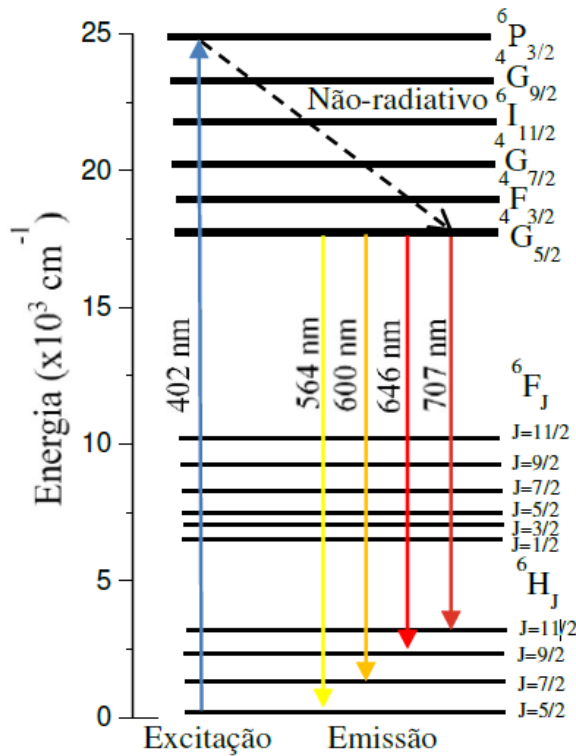 25
20
15
10
5
0
Energia (x10³ cm⁻¹)
⁶P₃/₂
⁴G₉/₂
⁶I₁₁/₂
⁴G₇/₂
⁴F₃/₂
⁴G₅/₂
Não-radiativo
402 nm
564 nm
600 nm
646 nm
707 nm
⁶F_J
J=11/2
J=9/2
J=7/2
J=5/2
J=3/2
J=1/2
⁶H_J
J=11/2
J=9/2
J=7/2
J=5/2
Excitação
Emissão